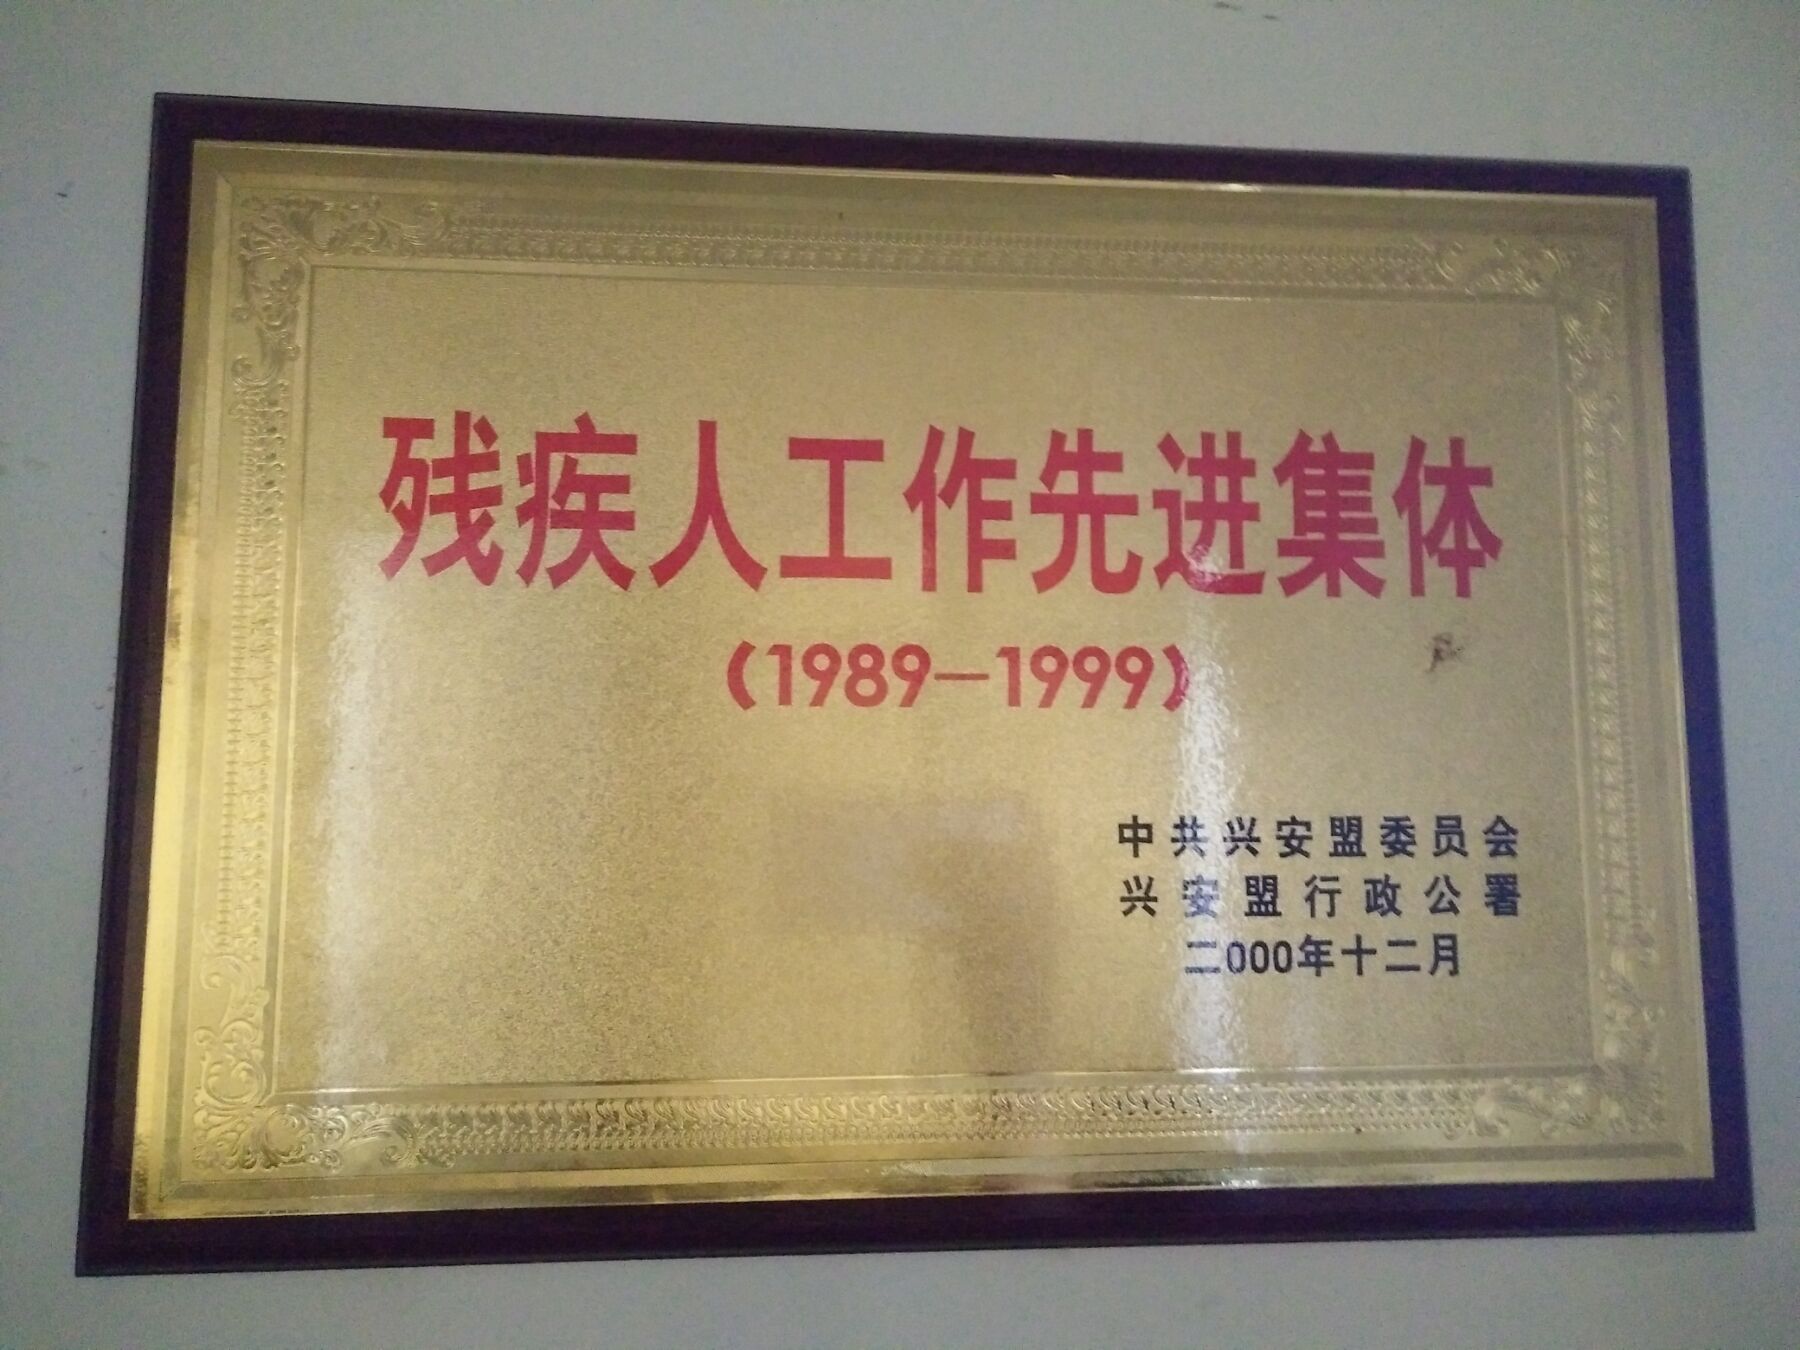 残疾人工作先进集体
(1989—1999)
中共兴安盟委员会
兴安盟行政公署
二000年十二月